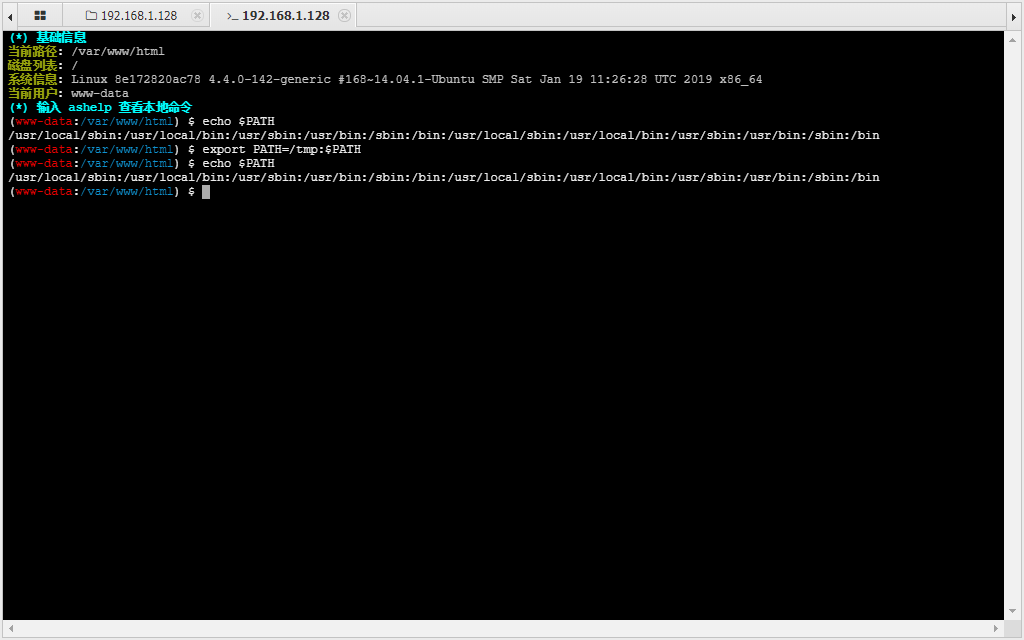 192.168.1.128
>_ 192.168.1.128
(*) 基础信息
当前路径: /var/www/html
磁盘列表: /
系统信息: Linux 8e172820ac78 4.4.0-142-generic #168~14.04.1-Ubuntu SMP Sat Jan 19 11:26:28 UTC 2019 x86_64
当前用户: www-data
(*) 输入 ashelp 查看本地命令
(www-data:/var/www/html) $ echo $PATH
/usr/local/sbin:/usr/local/bin:/usr/sbin:/usr/bin:/sbin:/bin:/usr/local/sbin:/usr/local/bin:/usr/sbin:/usr/bin:/sbin:/bin
(www-data:/var/www/html) $ export PATH=/tmp:$PATH
(www-data:/var/www/html) $ echo $PATH
/usr/local/sbin:/usr/local/bin:/usr/sbin:/usr/bin:/sbin:/bin:/usr/local/sbin:/usr/local/bin:/usr/sbin:/usr/bin:/sbin:/bin
(www-data:/var/www/html) $